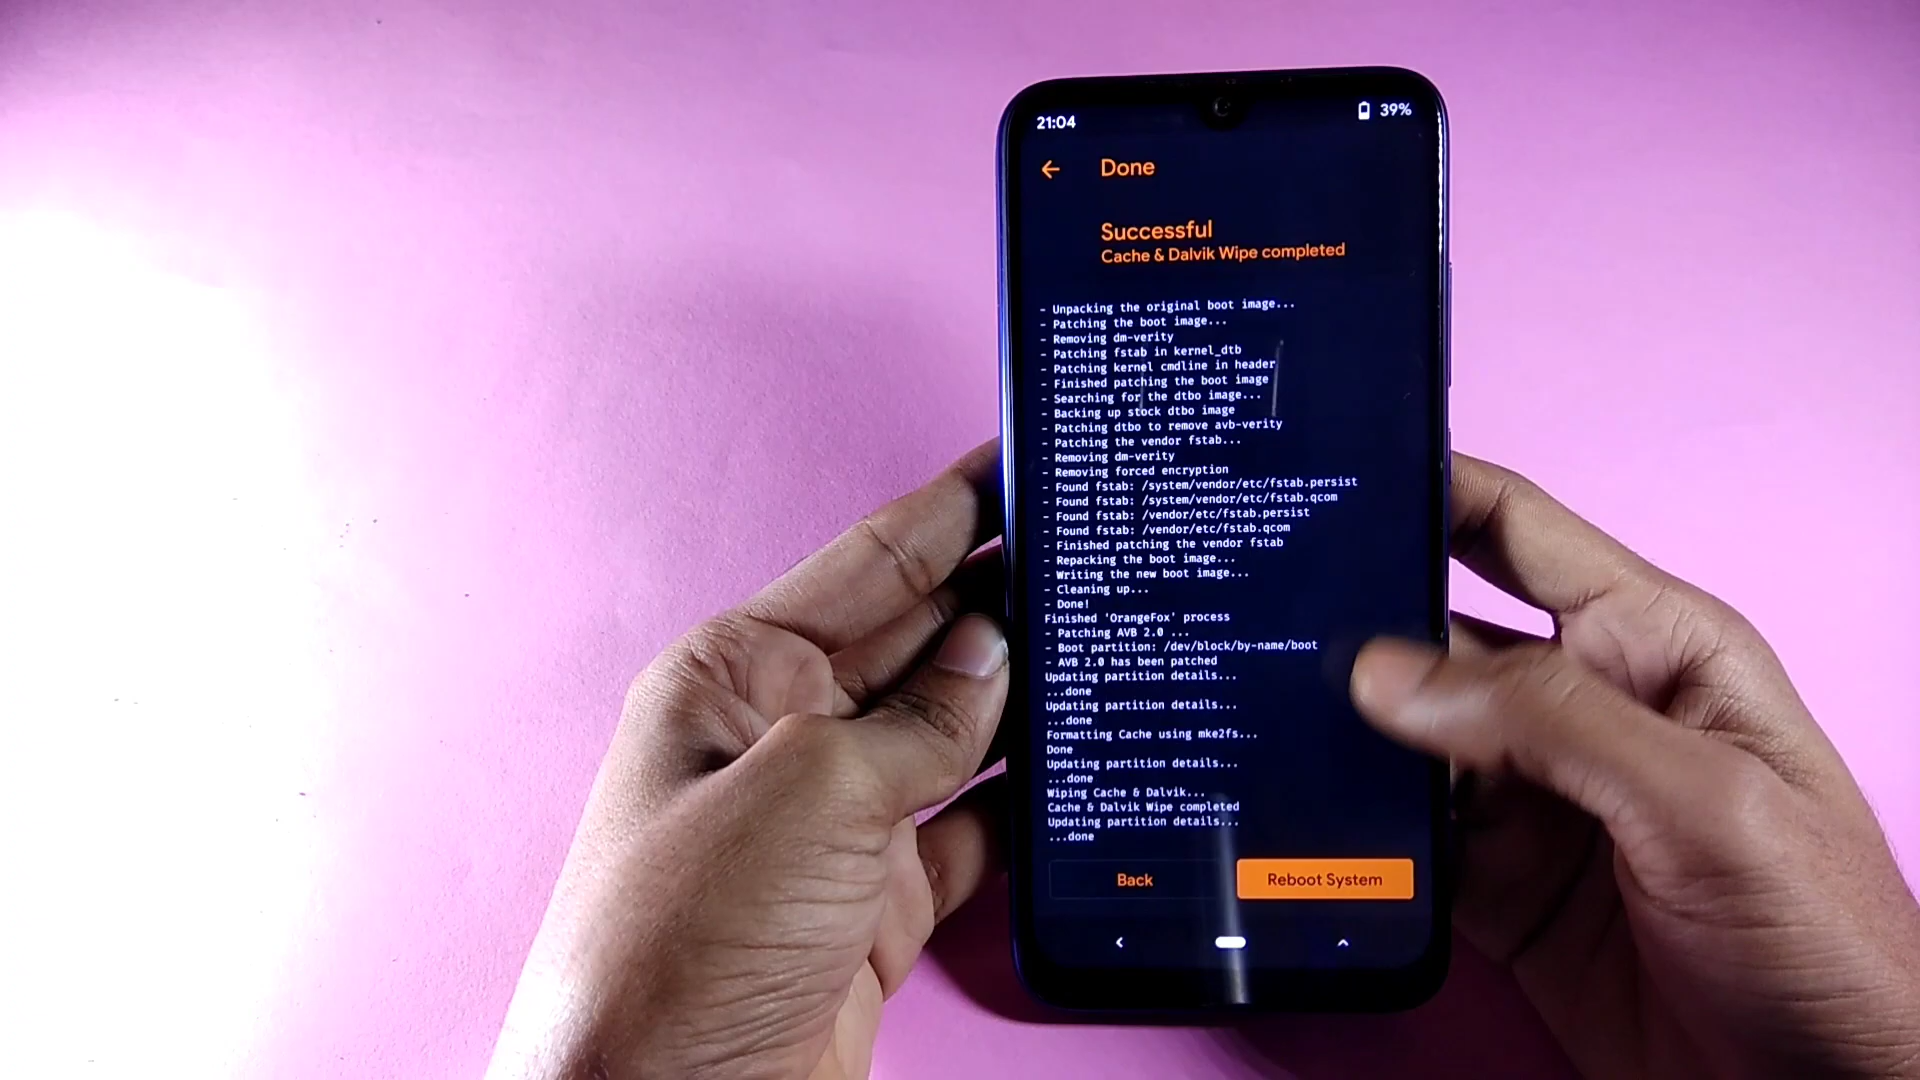 21:04
39%
Done
Successful
Cache & Dalvik Wipe completed
- Unpacking the original boot image...
- Patching the boot image...
- Removing dm-verity
- Patching fstab in kernel_dtb
- Patching kernel cmdline in header
- Finished patching the boot image
- Searching for the dtbo image...
- Backing up stock dtbo image
- Patching dtbo to remove avb-verity
- Patching the vendor fstab...
- Removing dm-verity
- Removing forced encryption
- Found fstab: /system/vendor/etc/fstab.persist
- Found fstab: /system/vendor/etc/fstab.qcom
- Found fstab: /vendor/etc/fstab.persist
- Found fstab: /vendor/etc/fstab.qcom
- Finished patching the vendor fstab
- Repacking the boot image...
- Writing the new boot image...
- Cleaning up...
- Done!
Finished 'OrangeFox' process
- Patching AVB 2.0 ...
- Boot partition: /dev/block/by-name/boot
- AVB 2.0 has been patched
Updating partition details...
...done
Updating partition details...
...done
Formatting Cache using mke2fs...
Done
Updating partition details...
...done
Wiping Cache & Dalvik...
Cache & Dalvik Wipe completed
Updating partition details...
...done
Back
Reboot System